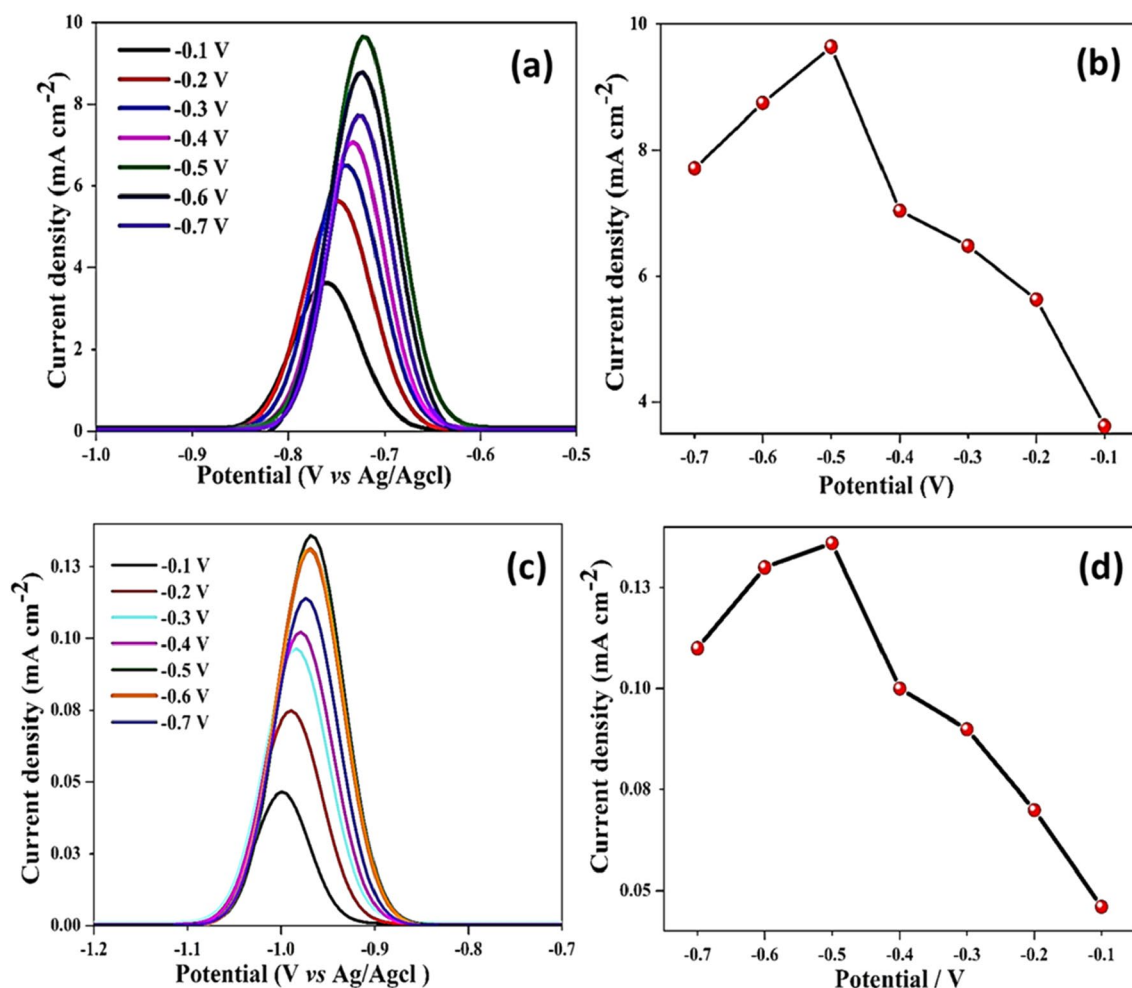 (a)
Current density (mA cm⁻²)
10
8
6
4
2
0
-0.1 V
-0.2 V
-0.3 V
-0.4 V
-0.5 V
-0.6 V
-0.7 V
-1.0 -0.9 -0.8 -0.7 -0.6 -0.5
Potential (V vs Ag/Agcl)
(b)
Current density (mA cm⁻²)
10
8
6
4
-0.7 -0.6 -0.5 -0.4 -0.3 -0.2 -0.1
Potential (V)
(c)
Current density (mA cm⁻²)
0.13
0.10
0.08
0.05
0.03
0.00
-0.1 V
-0.2 V
-0.3 V
-0.4 V
-0.5 V
-0.6 V
-0.7 V
-1.2 -1.1 -1.0 -0.9 -0.8 -0.7
Potential (V vs Ag/Agcl )
(d)
Current density (mA cm⁻²)
0.13
0.10
0.08
0.05
-0.7 -0.6 -0.5 -0.4 -0.3 -0.2 -0.1
Potential / V